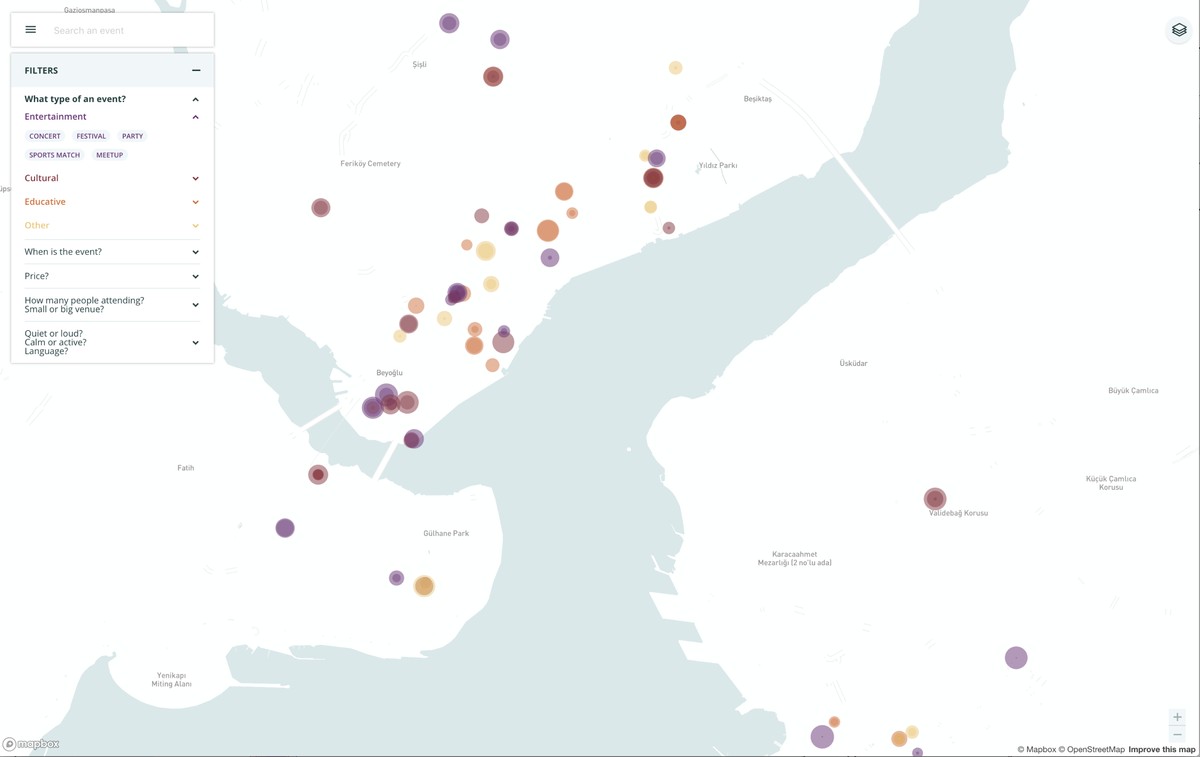 Gaziosmanpaşa
Search an event
FILTERS
What type of an event?
Entertainment
CONCERT FESTIVAL PARTY
SPORTS MATCH MEETUP
Cultural
Educative
Other
When is the event?
Price?
How many people attending?
Small or big venue?
Quiet or loud?
Calm or active?
Language?
Şişli
Beşiktaş
Feriköy Cemetery
Yıldız Parkı
Beyoğlu
Üsküdar
Büyük Çamlıca
Fatih
Küçük Çamlıca
Korusu
Validebağ Korusu
Gülhane Park
Karacaahmet
Mezarlığı (2 no'lu ada)
Yenikapı
Miting Alanı
mapbox
© Mapbox © OpenStreetMap Improve this map